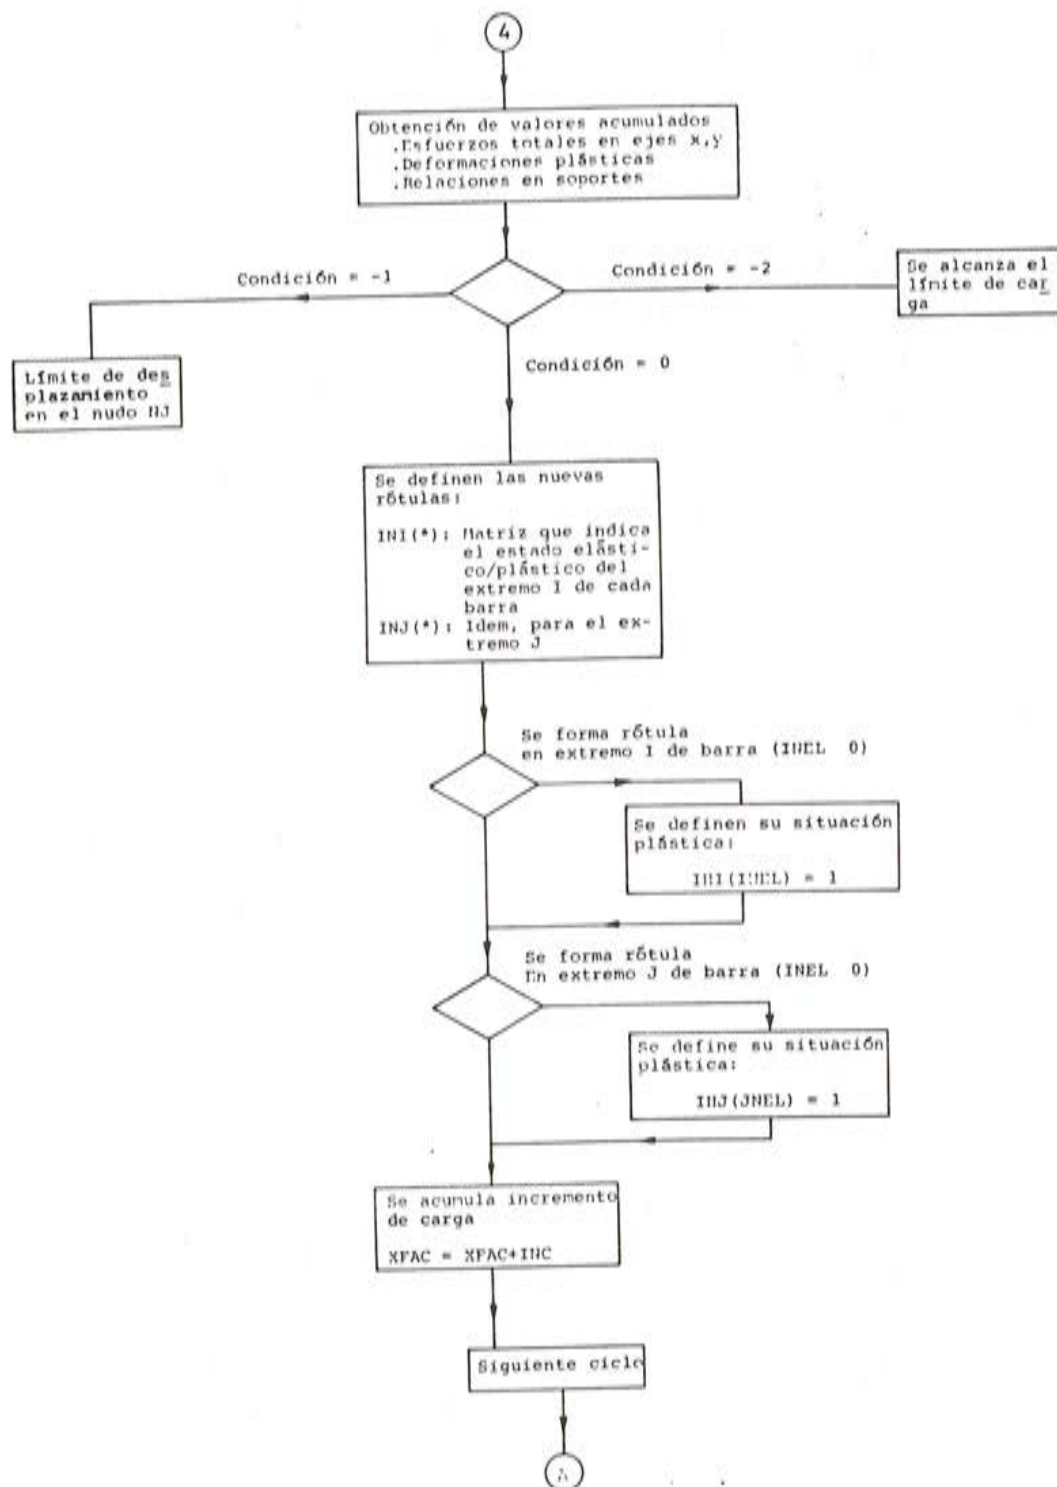 4
Obtención de valores acumulados
.Esfuerzos totales en ejes x,y
.Deformaciones plásticas
.Relaciones en soportes
Condición = -1
Condición = -2
Se alcanza el
límite de car
ga
Condición = 0
Límite de des
plazamiento
en el nudo NJ
Se definen las nuevas
rótulas:
INI(*): Matriz que indica
el estado elásti-
co/plástico del
extremo I de cada
barra
INJ(*): Idem, para el ex-
tremo J
Se forma rótula
en extremo I de barra (INEL 0)
Se definen su situación
plástica:
INI(INEL) = 1
Se forma rótula
En extremo J de barra (INEL 0)
Se define su situación
plástica:
INJ(JNEL) = 1
Se acumula incremento
de carga
XFAC = XFAC+INC
Siguiente ciclo
A